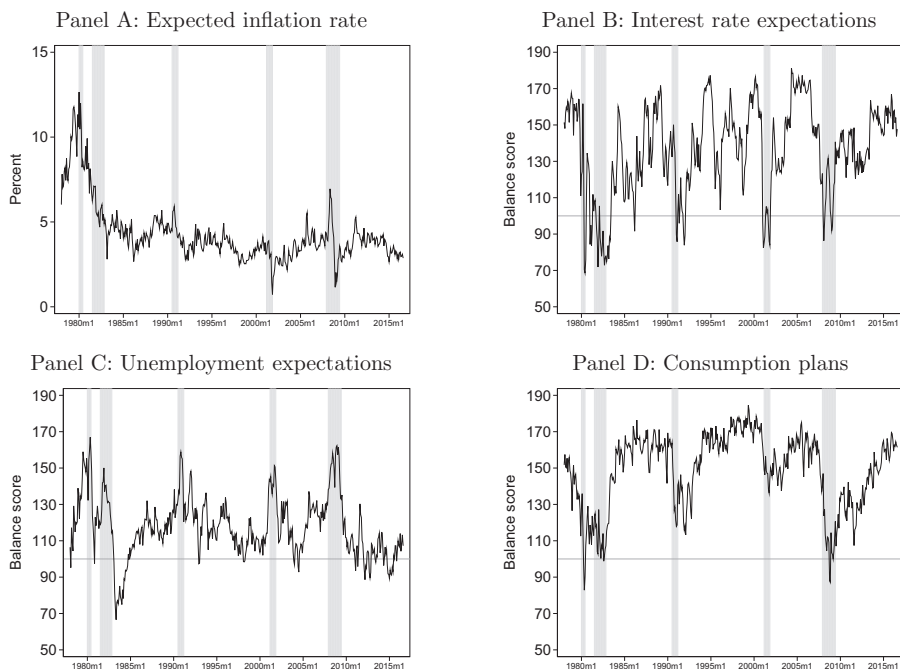 Panel A: Expected inflation rate
15
10
5
0
Percent
1980m1 1985m1 1990m1 1995m1 2000m1 2005m1 2010m1 2015m1
Panel B: Interest rate expectations
190
170
150
130
110
90
70
50
Balance score
1980m1 1985m1 1990m1 1995m1 2000m1 2005m1 2010m1 2015m1
Panel C: Unemployment expectations
190
170
150
130
110
90
70
50
Balance score
1980m1 1985m1 1990m1 1995m1 2000m1 2005m1 2010m1 2015m1
Panel D: Consumption plans
190
170
150
130
110
90
70
50
Balance score
1980m1 1985m1 1990m1 1995m1 2000m1 2005m1 2010m1 2015m1